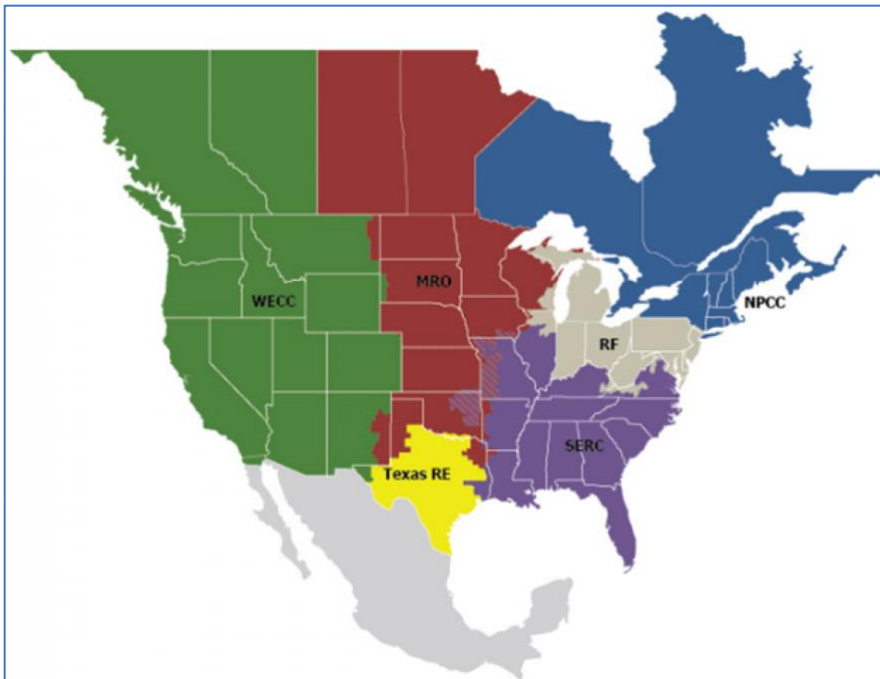 MRO
WECC
NPCC
RF
SERC
Texas RE